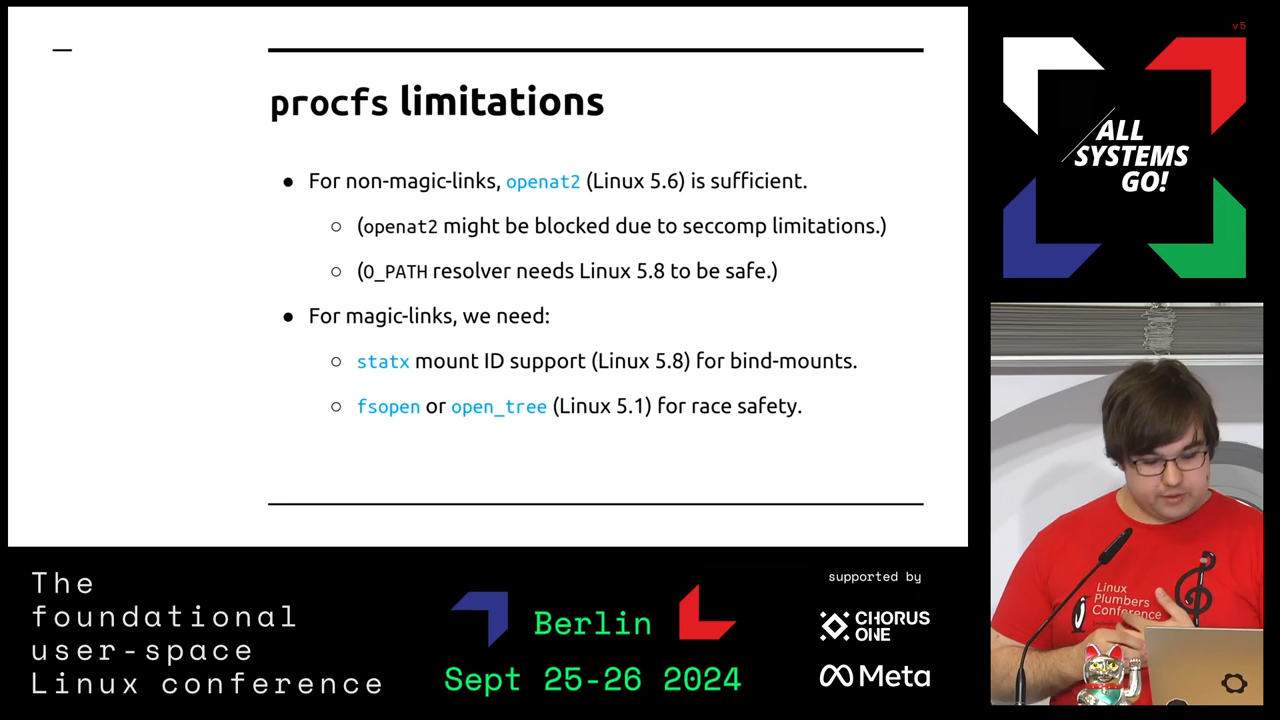 procfs limitations
● For non-magic-links, openat2 (Linux 5.6) is sufficient.
○ (openat2 might be blocked due to seccomp limitations.)
○ (O_PATH resolver needs Linux 5.8 to be safe.)
● For magic-links, we need:
○ statx mount ID support (Linux 5.8) for bind-mounts.
○ fsopen or open_tree (Linux 5.1) for race safety.
v5
ALL
SYSTEMS
GO!
Linux
Plumbers
Conference
The
foundational
user-space
Linux conference
Berlin
Sept 25-26 2024
supported by
CHORUS
ONE
Meta